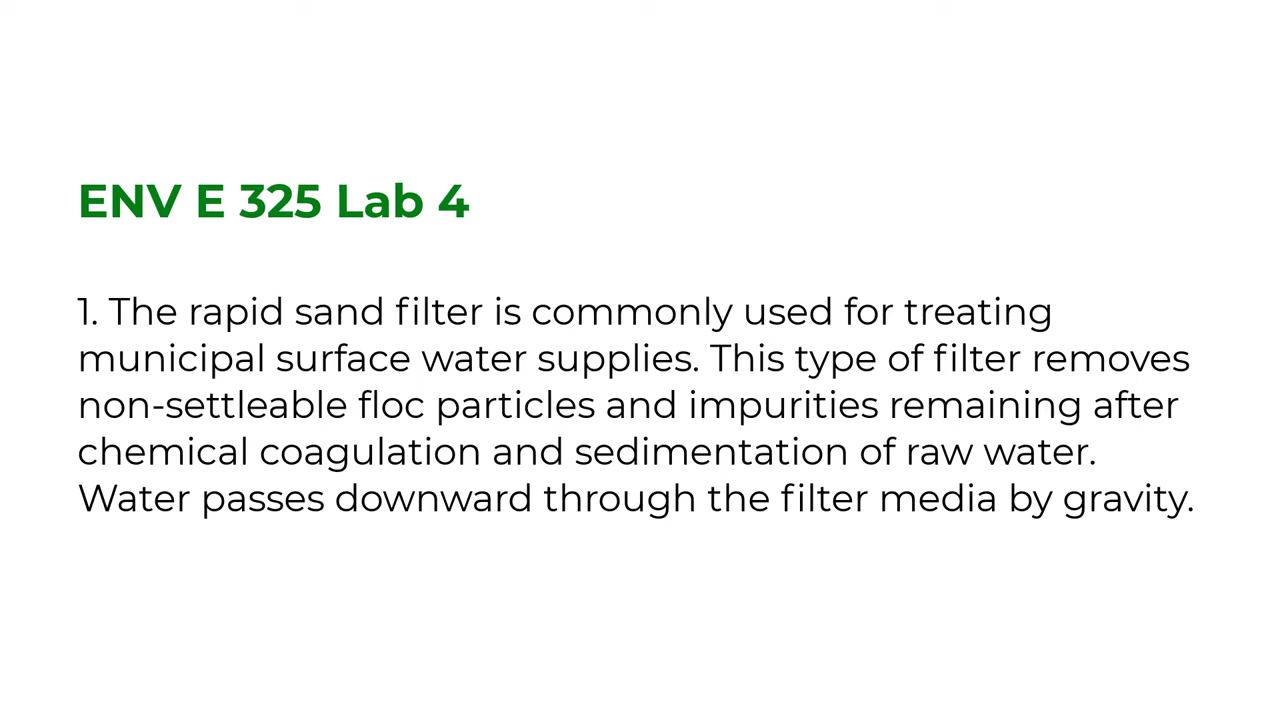 ENV E 325 Lab 4
1. The rapid sand filter is commonly used for treating
municipal surface water supplies. This type of filter removes
non-settleable floc particles and impurities remaining after
chemical coagulation and sedimentation of raw water.
Water passes downward through the filter media by gravity.